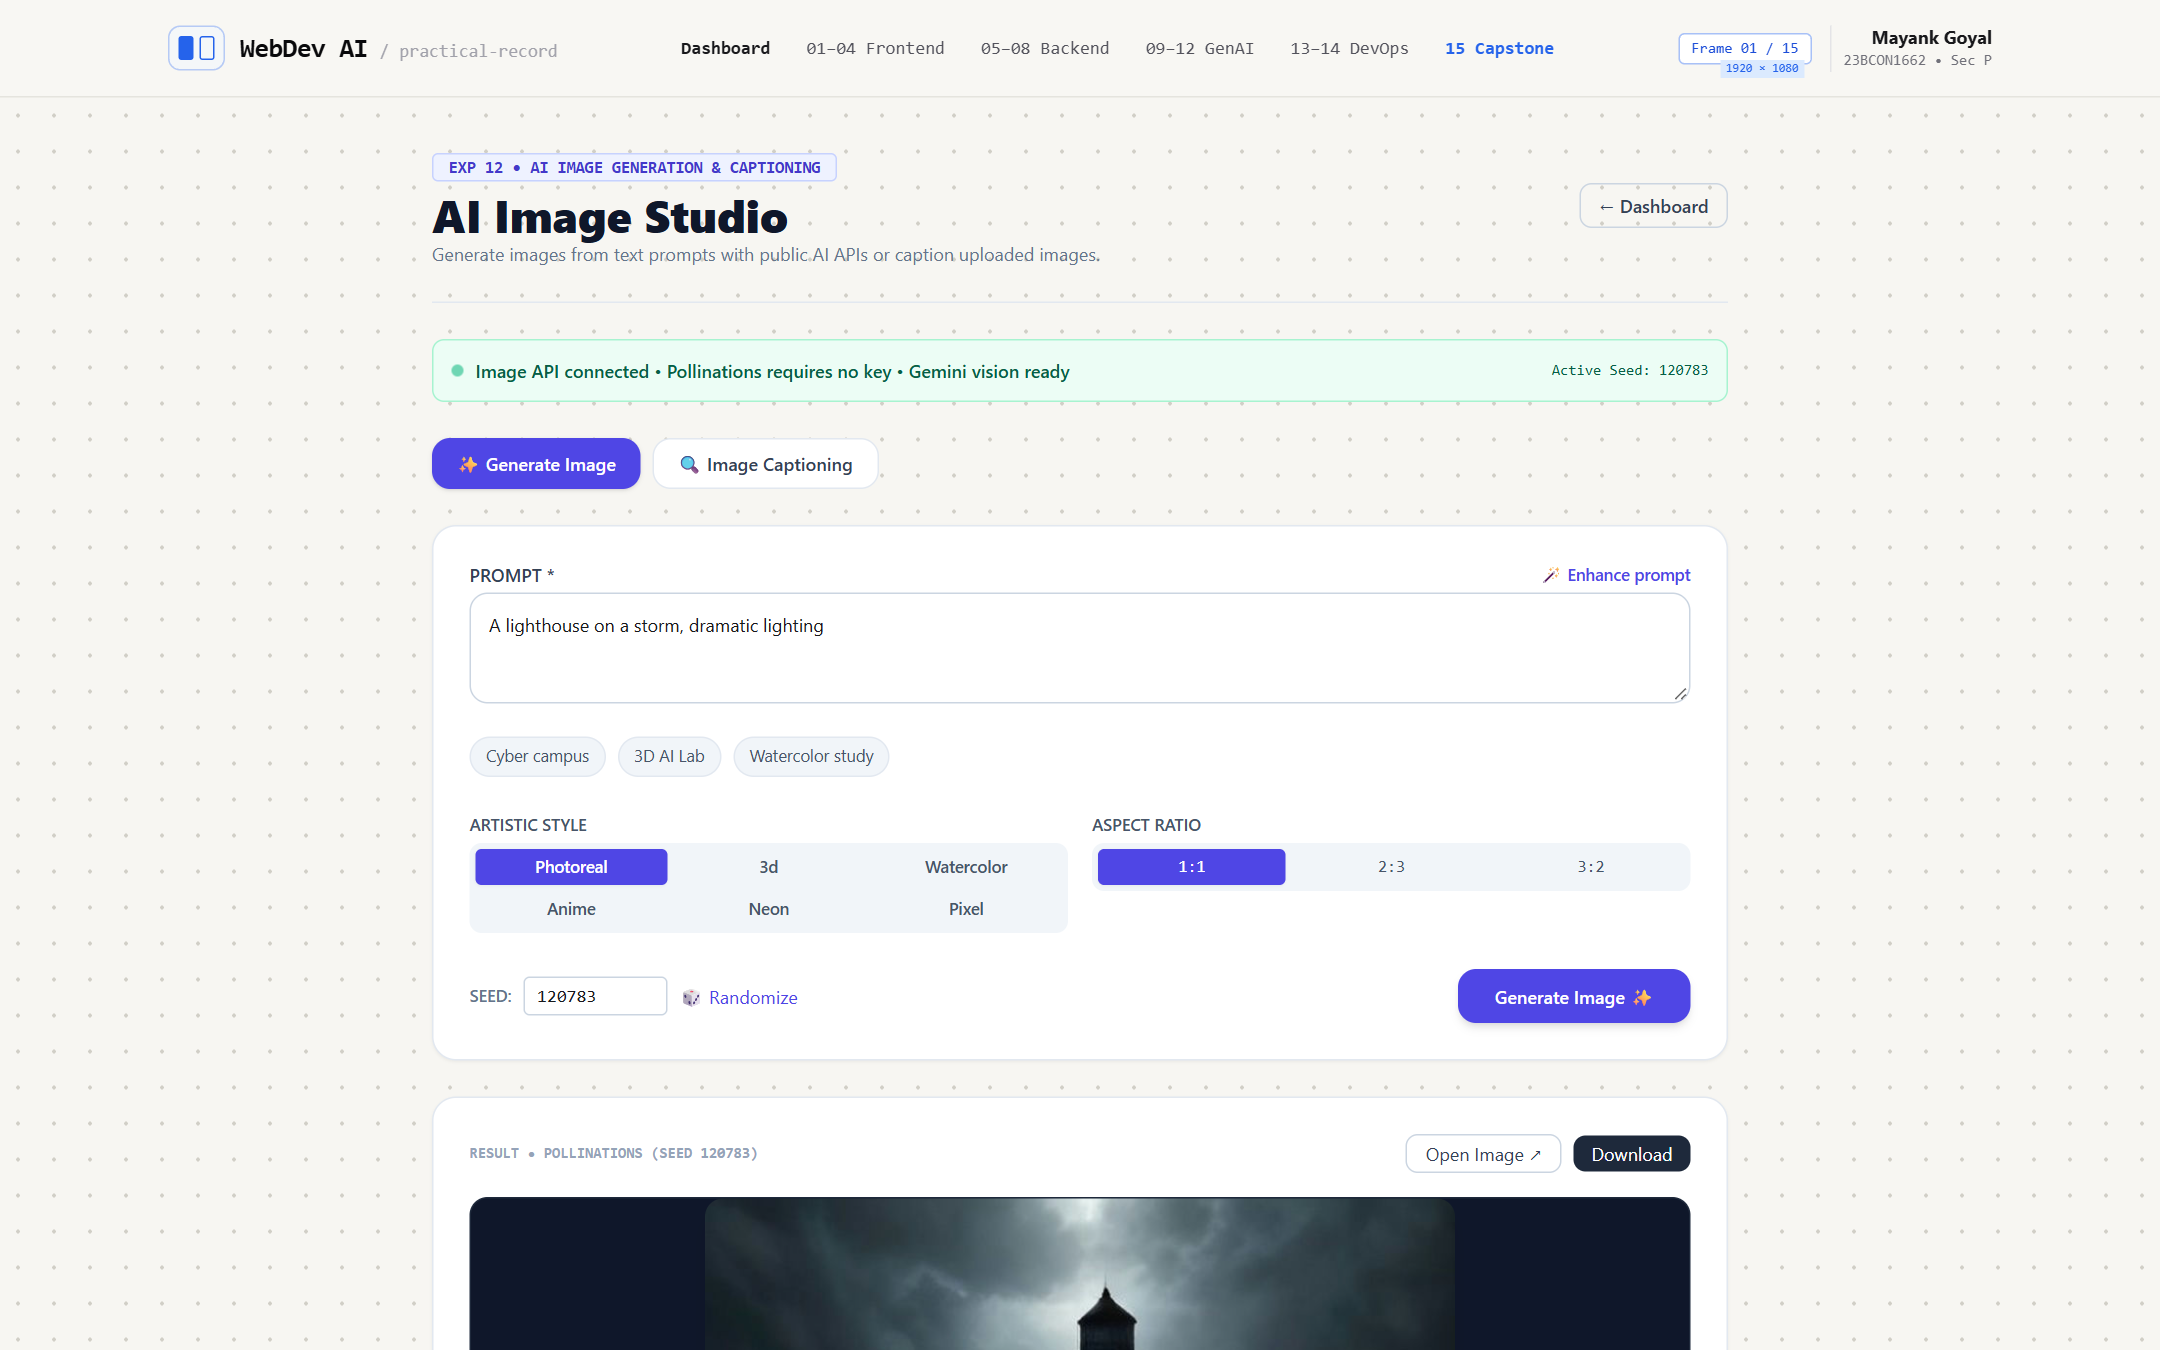 WebDev AI / practical-record
Dashboard 01–04 Frontend 05–08 Backend 09–12 GenAI 13–14 DevOps 15 Capstone
Frame 01 / 15
1920 × 1080
Mayank Goyal
23BCON1662 • Sec P
EXP 12 • AI IMAGE GENERATION & CAPTIONING
AI Image Studio
Generate images from text prompts with public AI APIs or caption uploaded images.
← Dashboard
Image API connected • Pollinations requires no key • Gemini vision ready
Active Seed: 120783
✨ Generate Image
🔍 Image Captioning
PROMPT *
🪄 Enhance prompt
A lighthouse on a storm, dramatic lighting
Cyber campus 3D AI Lab Watercolor study
ARTISTIC STYLE
Photoreal 3d Watercolor
Anime Neon Pixel
ASPECT RATIO
1:1 2:3 3:2
SEED: 120783 🎲 Randomize
Generate Image ✨
RESULT • POLLINATIONS (SEED 120783)
Open Image ↗
Download